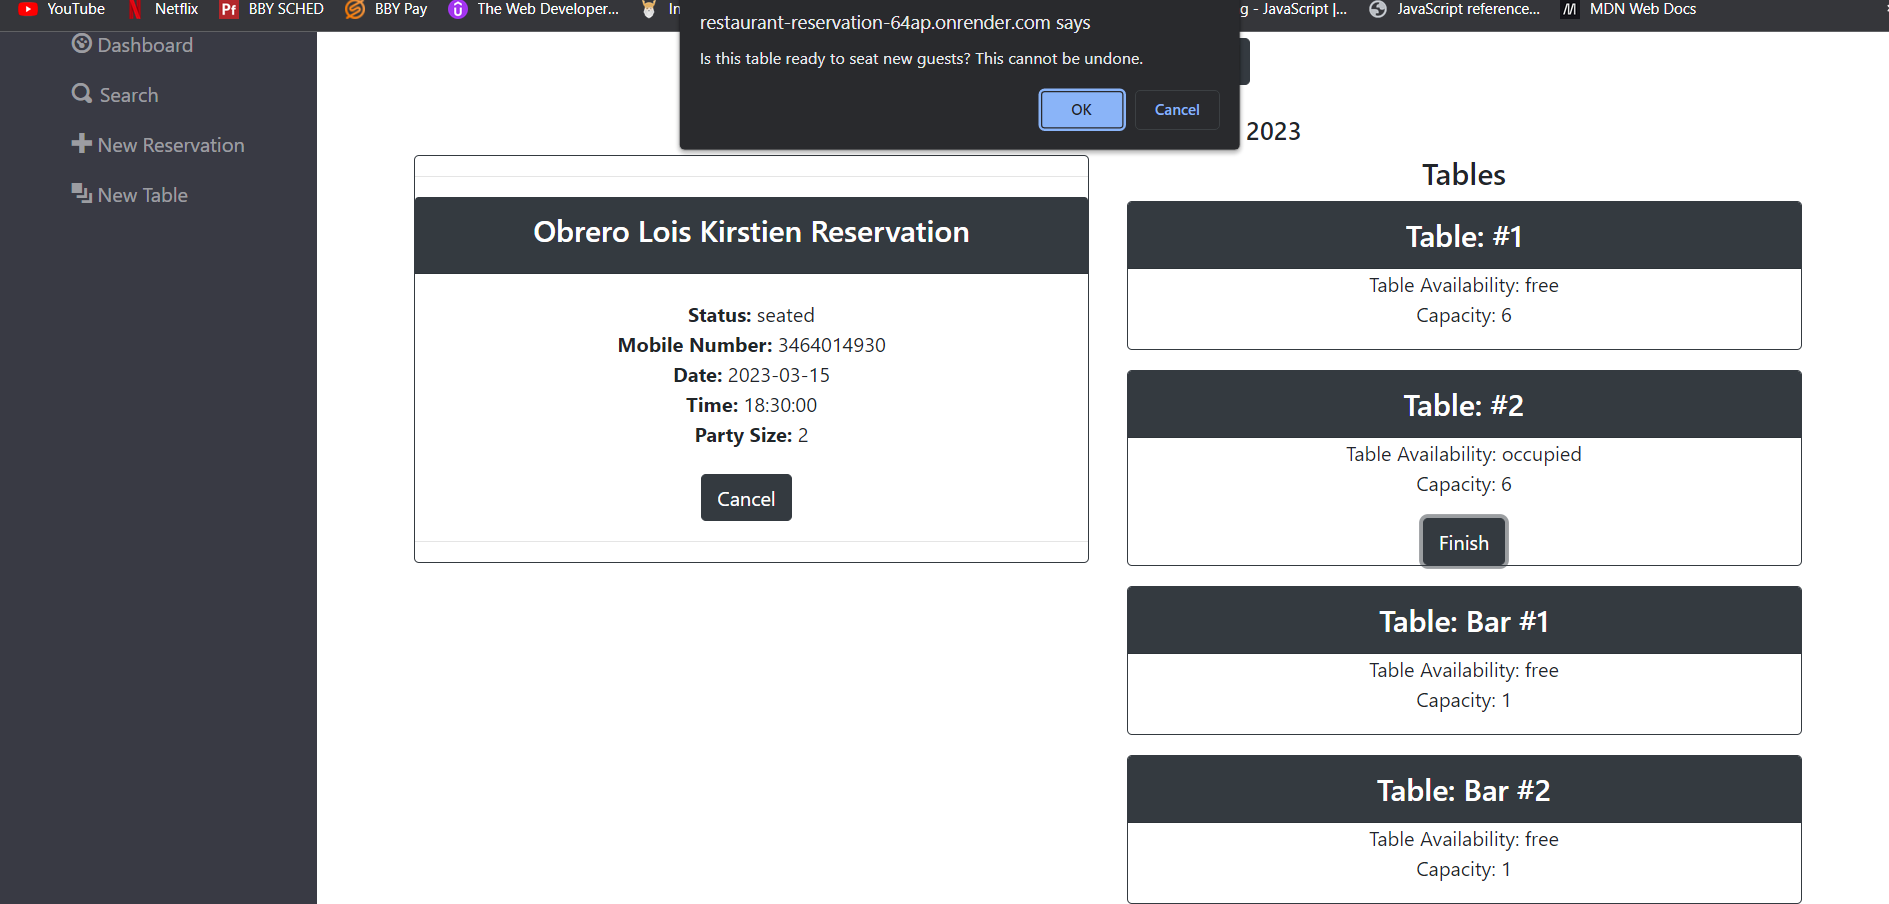 YouTube Netflix Pf BBY SCHED BBY Pay The Web Developer... In g - JavaScript |... JavaScript reference... MDN Web Docs
restaurant-reservation-64ap.onrender.com says
Is this table ready to seat new guests? This cannot be undone.
OK Cancel
Dashboard
Search
New Reservation
New Table
2023
Obrero Lois Kirstien Reservation
Status: seated
Mobile Number: 3464014930
Date: 2023-03-15
Time: 18:30:00
Party Size: 2
Cancel
Tables
Table: #1
Table Availability: free
Capacity: 6
Table: #2
Table Availability: occupied
Capacity: 6
Finish
Table: Bar #1
Table Availability: free
Capacity: 1
Table: Bar #2
Table Availability: free
Capacity: 1